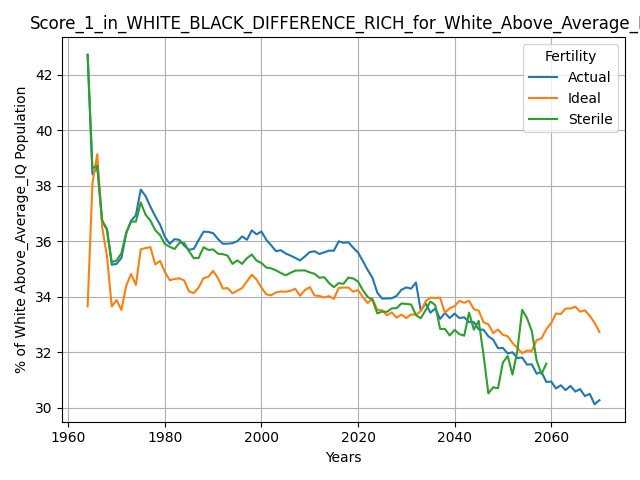 Score_1_in_WHITE_BLACK_DIFFERENCE_RICH_for_White_Above_Average_I
Fertility
Actual
Ideal
Sterile
% of White Above_Average_IQ Population
42
40
38
36
34
32
30
1960
1980
2000
2020
2040
2060
Years